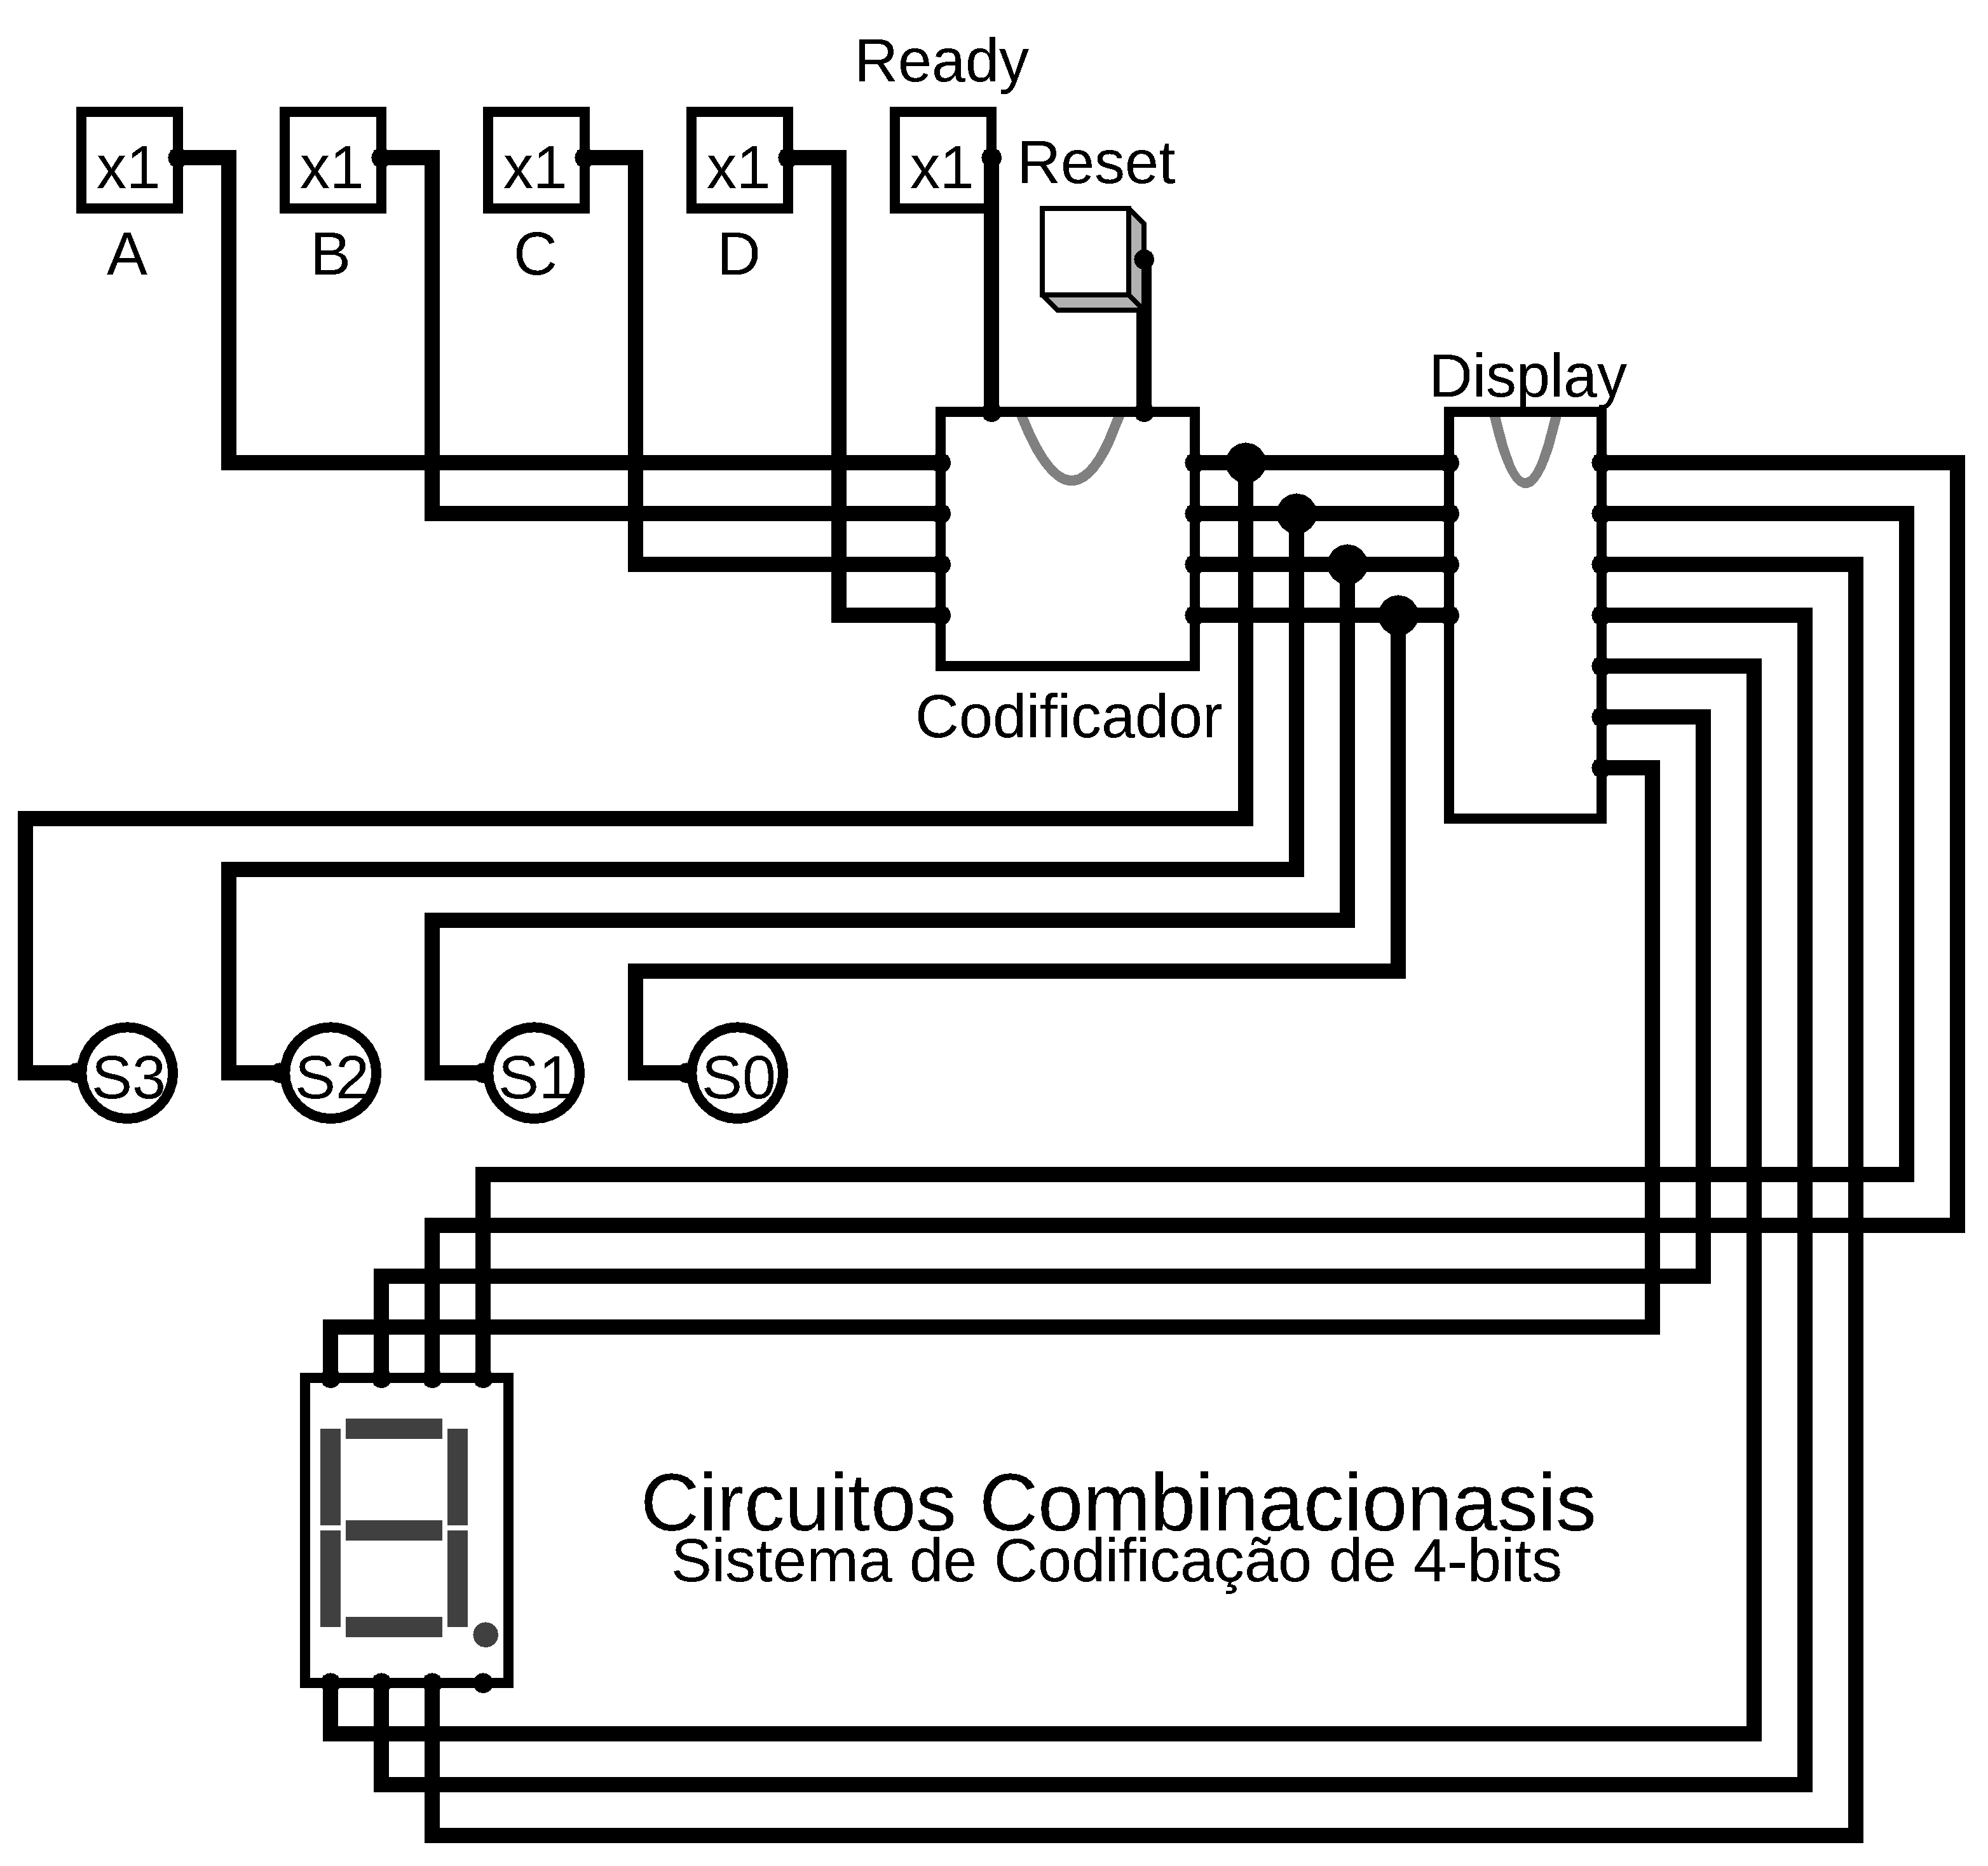 Ready
x1
x1
x1
x1
x1
Reset
A
B
C
D
Display
Codificador
S3
S2
S1
S0
Circuitos Combinacionasis
Sistema de Codificação de 4-bits